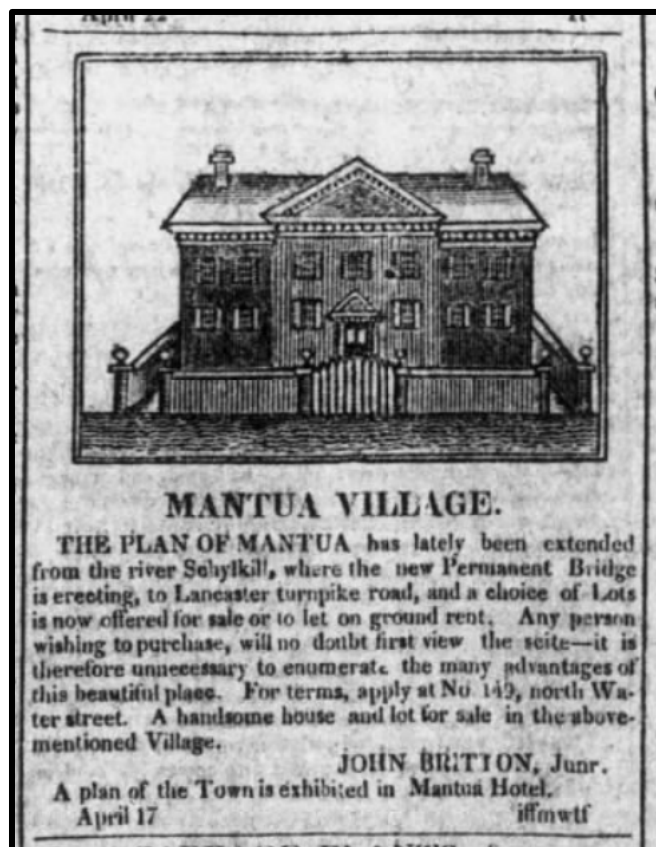 April 22
MANTUA VILLAGE.
THE PLAN OF MANTUA has lately been extended
from the river Schylkill, where the new Permanent Bridge
is erecting, to Lancaster turnpike road, and a choice of Lots
is now offered for sale or to let on ground rent. Any person
wishing to purchase, will no doubt first view the scite—it is
therefore unnecessary to enumerate the many advantages of
this beautiful place. For terms, apply at No. 149, north Wa-
ter street. A handsome house and lot for sale in the above-
mentioned Village.
JOHN BRITTON, Junr.
A plan of the Town is exhibited in Mantua Hotel.
April 17